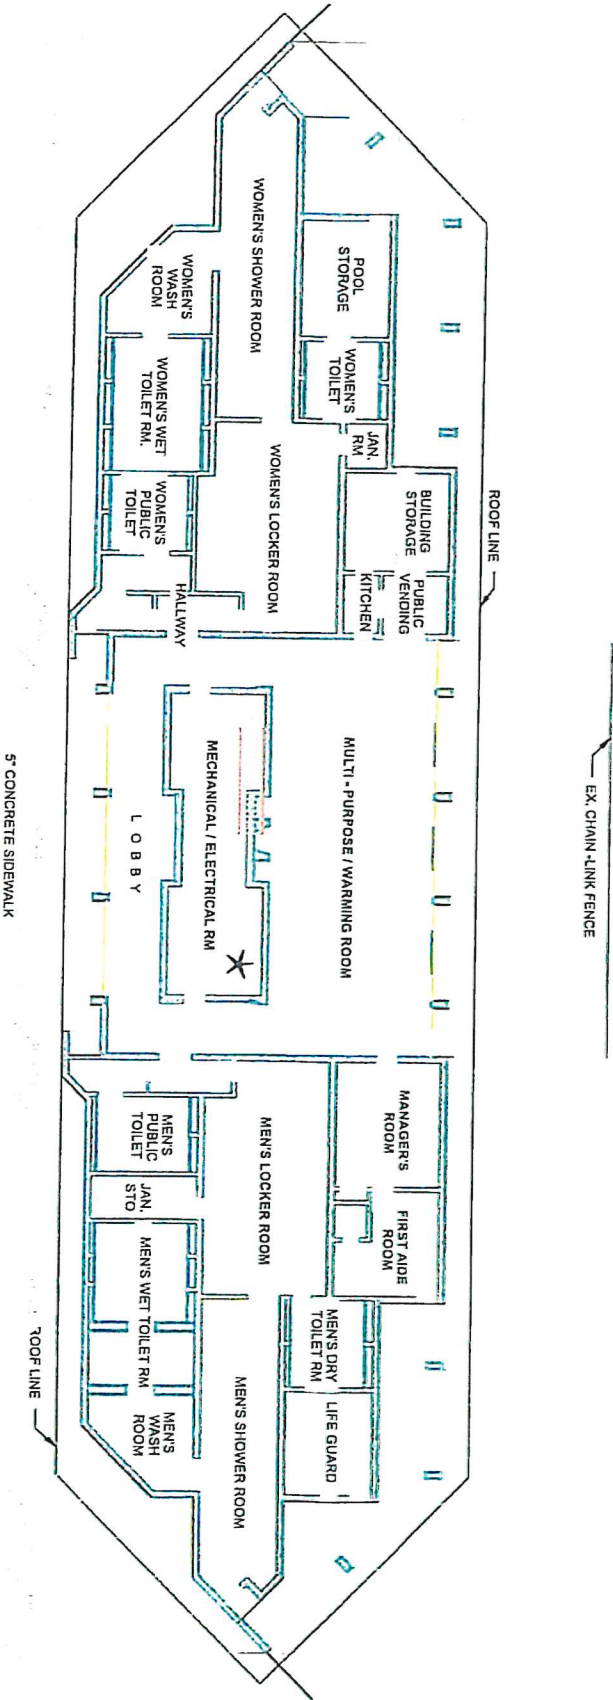 EX. CHAIN-LINK FENCE
ROOF LINE
POOL
STORAGE
WOMEN'S
TOILET
JAN.
RM
BUILDING
STORAGE
PUBLIC
VENDING
KITCHEN
WOMEN'S SHOWER ROOM
WOMEN'S LOCKER ROOM
WOMEN'S
WASH
ROOM
WOMEN'S WET
TOILET RM.
WOMEN'S
PUBLIC
TOILET
HALLWAY
MULTI - PURPOSE / WARMING ROOM
MECHANICAL / ELECTRICAL RM
LOBBY
MANAGER'S
ROOM
FIRST AIDE
ROOM
MEN'S DRY
TOILET RM
LIFE GUARD
MEN'S LOCKER ROOM
MEN'S SHOWER ROOM
MEN'S
PUBLIC
TOILET
JAN.
STO
MEN'S WET TOILET RM
MEN'S
WASH
ROOM
ROOF LINE
5" CONCRETE SIDEWALK